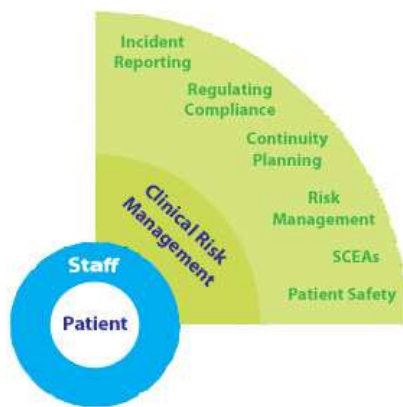 Incident
Reporting
Regulating
Compliance
Continuity
Planning
Risk
Management
SCEAs
Patient Safety
Clinical Risk
Management
Staff
Patient